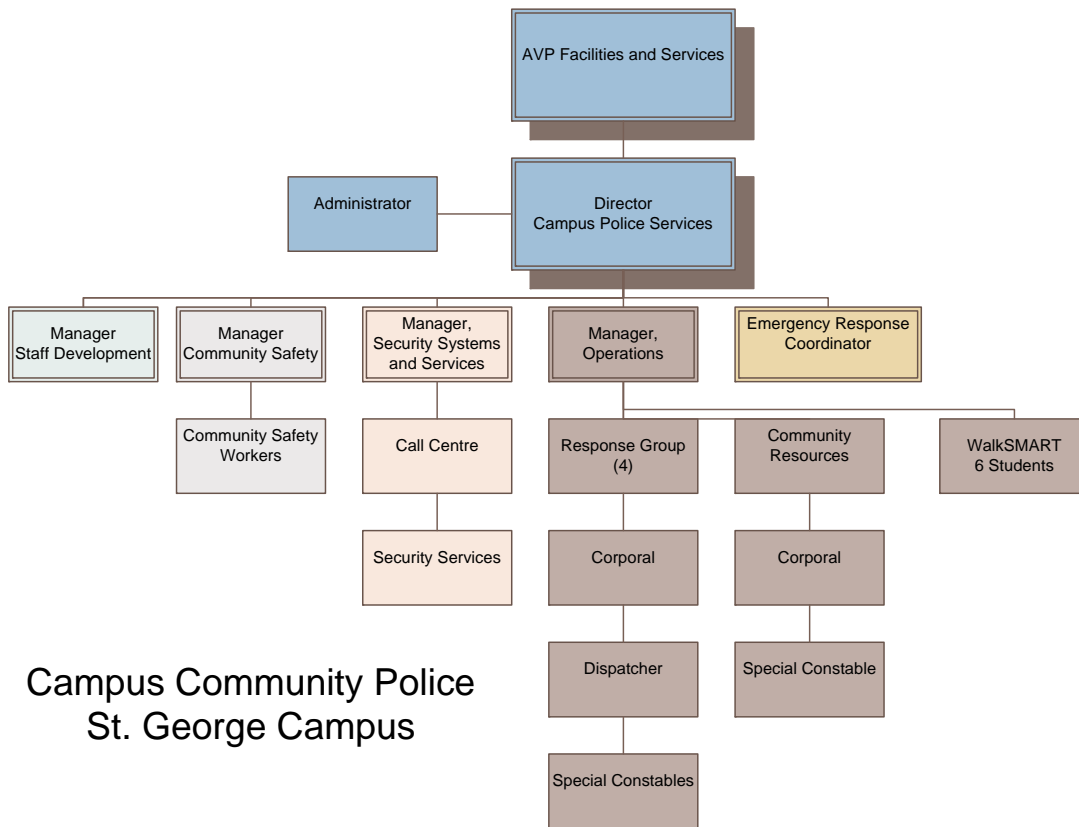 AVP Facilities and Services
Administrator
Director
Campus Police Services
Manager
Staff Development
Manager
Community Safety
Manager,
Security Systems
and Services
Manager,
Operations
Emergency Response
Coordinator
Community Safety
Workers
Call Centre
Response Group
(4)
Community
Resources
WalkSMART
6 Students
Security Services
Corporal
Corporal
Dispatcher
Special Constable
Campus Community Police
St. George Campus
Special Constables